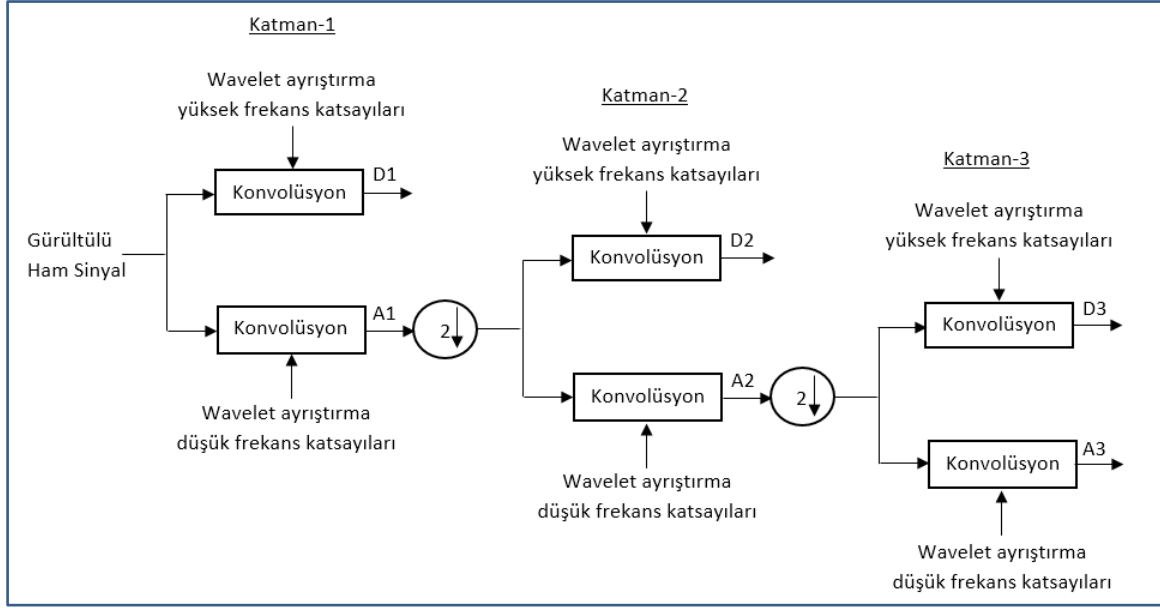 Katman-1
Wavelet ayrıştırma
yüksek frekans katsayıları
Konvolüsyon
D1
Gürültülü
Ham Sinyal
Konvolüsyon
A1
2
Wavelet ayrıştırma
düşük frekans katsayıları
Katman-2
Wavelet ayrıştırma
yüksek frekans katsayıları
Konvolüsyon
D2
Konvolüsyon
A2
2
Wavelet ayrıştırma
düşük frekans katsayıları
Katman-3
Wavelet ayrıştırma
yüksek frekans katsayıları
Konvolüsyon
D3
Konvolüsyon
A3
Wavelet ayrıştırma
düşük frekans katsayıları